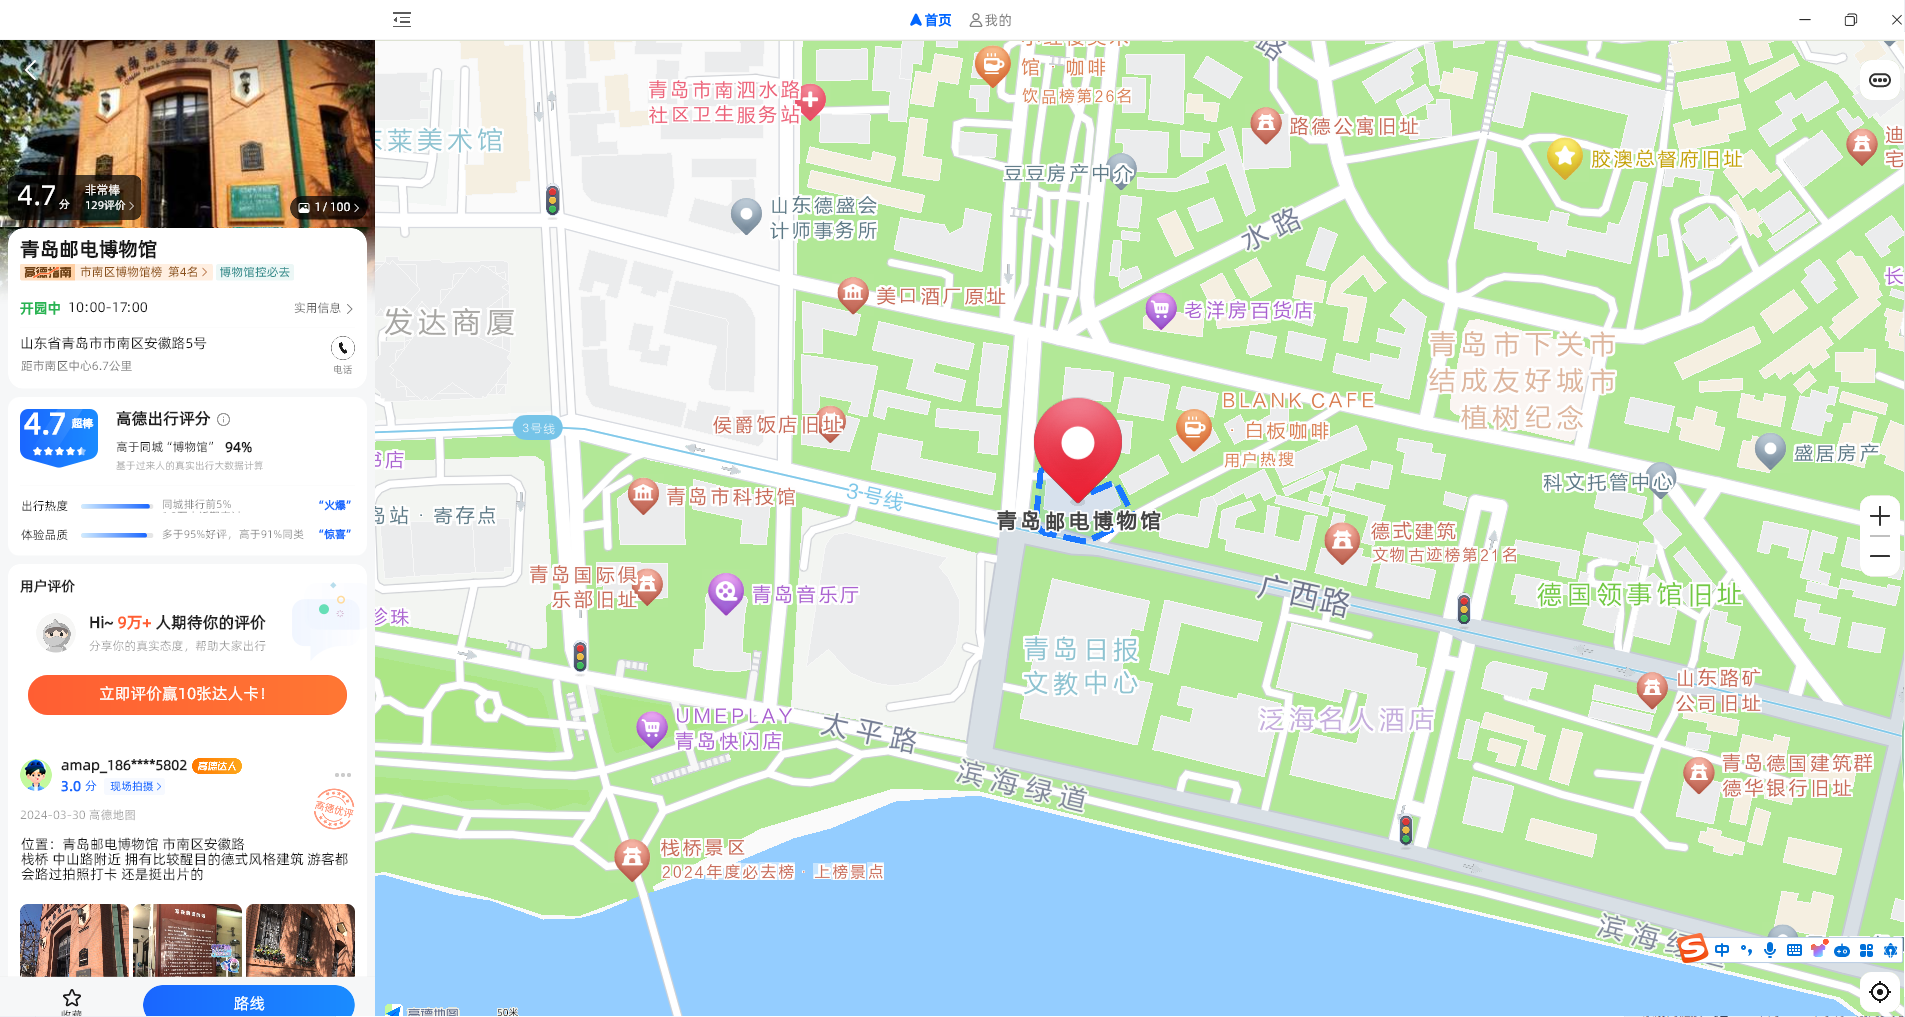 首页
我的
4.7分
非常棒
129评价
1/100
青岛邮电博物馆
高德指南 市南区博物馆榜 第4名
博物馆控必去
开园中 10:00-17:00
实用信息
山东省青岛市市南区安徽路5号
距市南区中心6.7公里
电话
4.7 超棒
高德出行评分
高于同城“博物馆” 94%
基于过来人的真实出行大数据计算
出行热度
同城排行前5%
“火爆”
体验品质
多于95%好评，高于91%同类
“惊喜”
用户评价
Hi~ 9万+ 人期待你的评价
分享你的真实态度，帮助大家出行
立即评价赢10张达人卡！
amap_186****5802 高德达人
3.0 分 现场拍摄
高德优评
2024-03-30 高德地图
位置：青岛邮电博物馆 市南区安徽路
栈桥 中山路附近 拥有比较醒目的德式风格建筑 游客都
会路过拍照打卡 还是挺出片的
收藏
路线
馆·咖啡
饮品榜第26名
青岛市南泗水路
社区卫生服务站
莱美术馆
路德公寓旧址
胶澳总督府旧址
迪
宅
路
豆豆房产中介
山东德盛会
计师事务所
水路
长
美口酒厂原址
老洋房百货店
发达商厦
青岛市下关市
结成友好城市
植树纪念
BLANK CAFE
·白板咖啡
用户热搜
侯爵饭店旧址
3号线
书店
盛居房产
科文托管中心
青岛市科技馆
3号线
岛站·寄存点
青岛邮电博物馆
德式建筑
文物古迹榜第21名
青岛国际俱
乐部旧址
青岛音乐厅
广西路
德国领事馆旧址
珍珠
青岛日报
文教中心
山东路矿
公司旧址
UMEPLAY
青岛快闪店
太平路
泛海名人酒店
滨海绿道
青岛德国建筑群
德华银行旧址
栈桥景区
2024年度必去榜·上榜景点
滨海绿
中
高德地图
50米